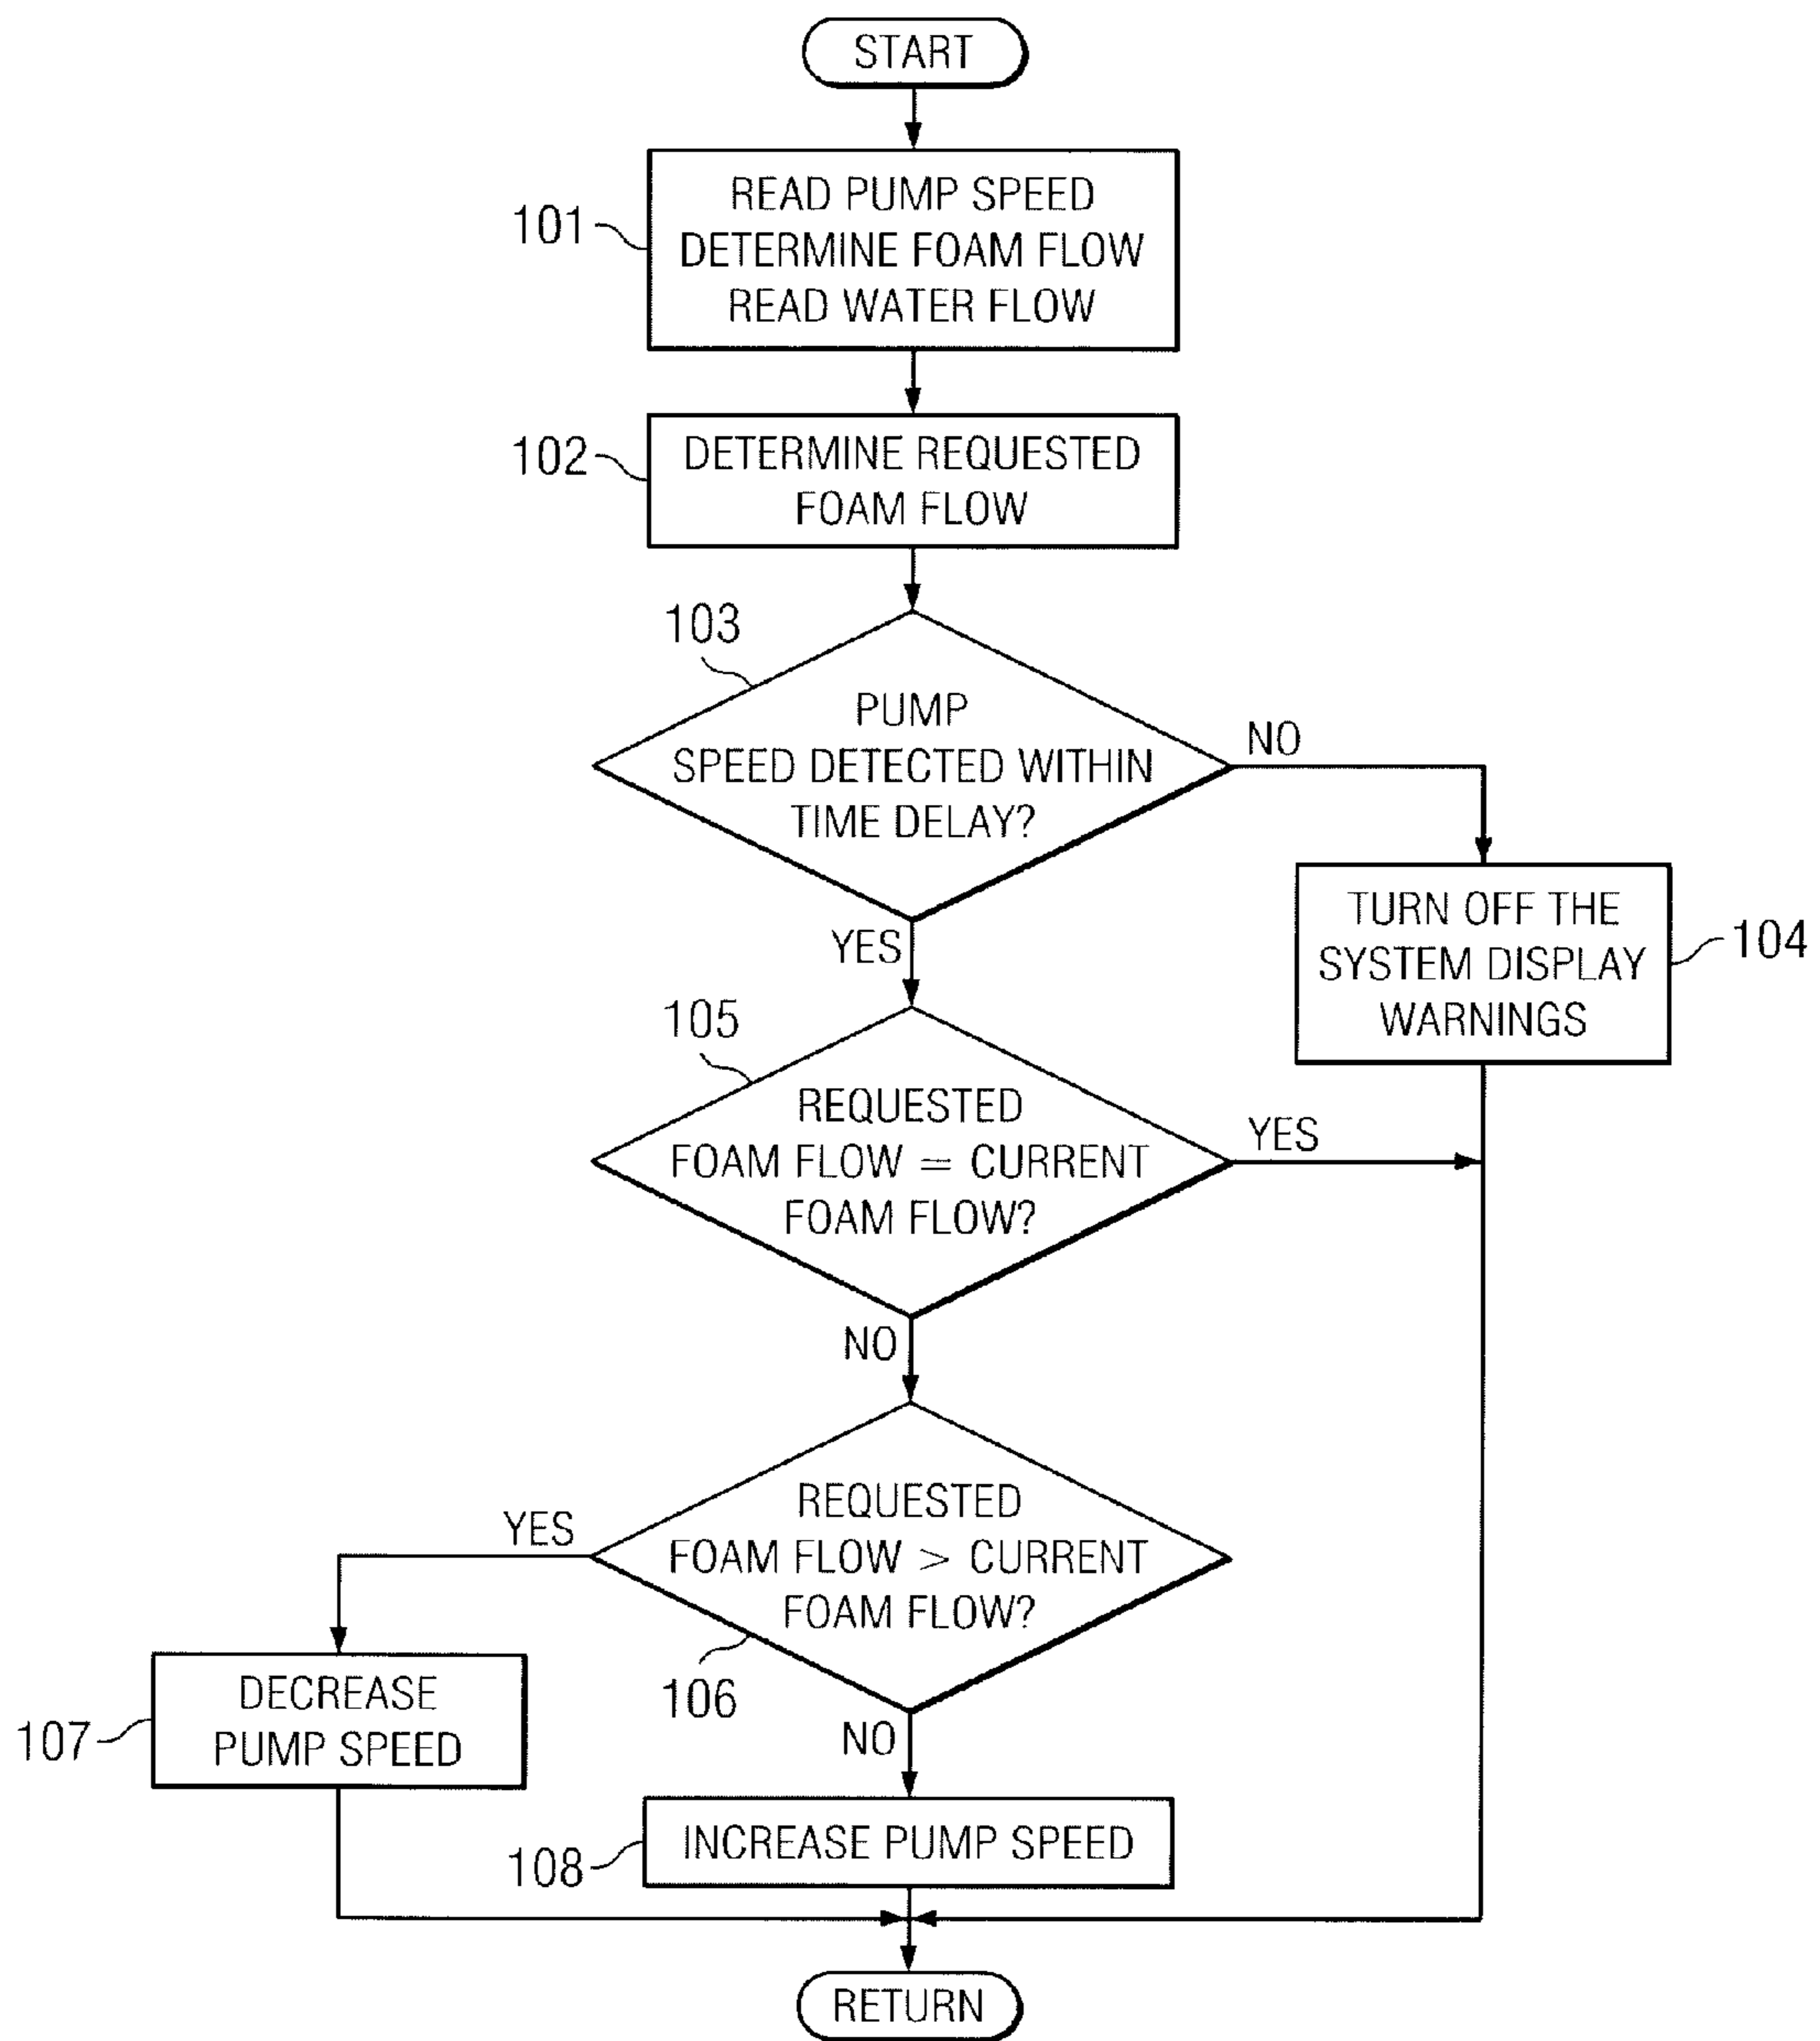 START
READ PUMP SPEED
DETERMINE FOAM FLOW
READ WATER FLOW
101
DETERMINE REQUESTED
FOAM FLOW
102
103
PUMP
SPEED DETECTED WITHIN
TIME DELAY?
NO
YES
TURN OFF THE
SYSTEM DISPLAY
WARNINGS
104
105
REQUESTED
FOAM FLOW = CURRENT
FOAM FLOW?
YES
NO
REQUESTED
FOAM FLOW > CURRENT
FOAM FLOW?
YES
106
NO
DECREASE
PUMP SPEED
107
INCREASE PUMP SPEED
108
RETURN